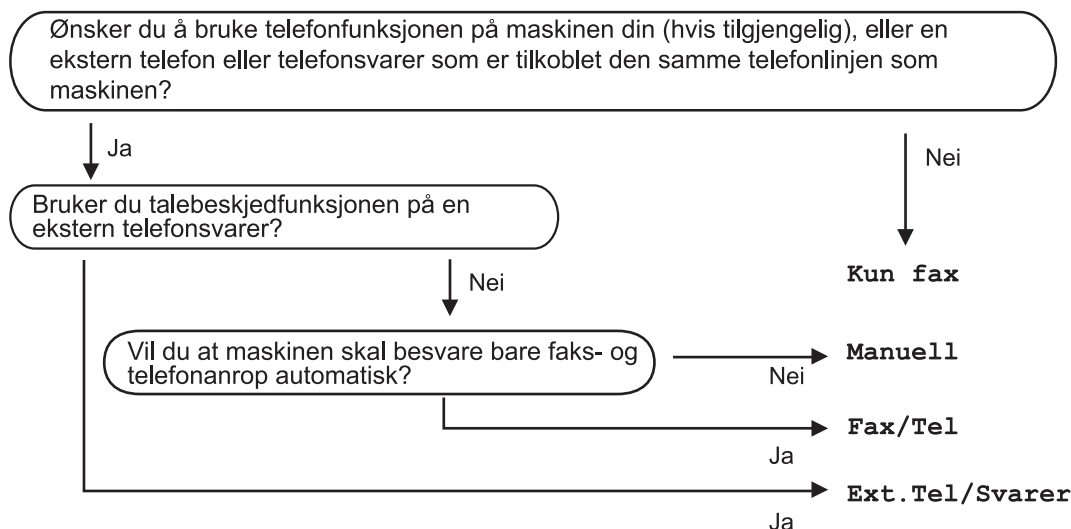 Ønsker du å bruke telefonfunksjonen på maskinen din (hvis tilgjengelig), eller en
ekstern telefon eller telefonsvarer som er tilkoblet den samme telefonlinjen som
maskinen?
Ja
Nei
Bruker du talebeskjedfunksjonen på en
ekstern telefonsvarer?
Kun fax
Nei
Vil du at maskinen skal besvare bare faks- og
telefonanrop automatisk?
Manuell
Nei
Fax/Tel
Ja
Ext.Tel/Svarer
Ja